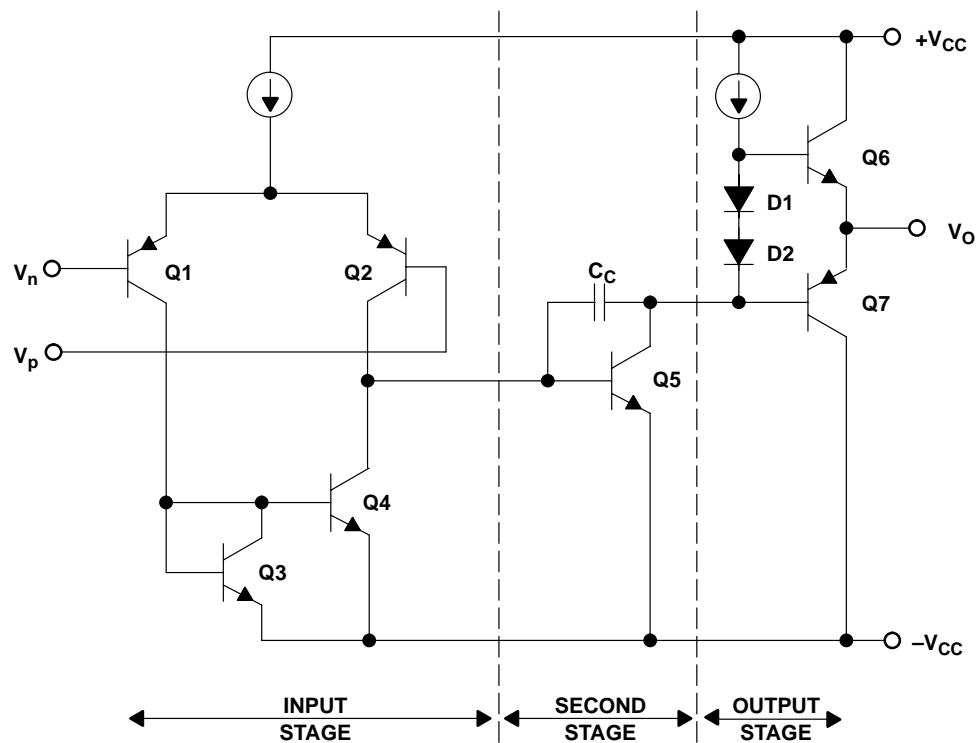 +VCC
Q6
D1
VO
Vn
Q1
Q2
D2
CC
Q7
Vp
Q5
Q4
Q3
–VCC
INPUT
STAGE
SECOND
STAGE
OUTPUT
STAGE